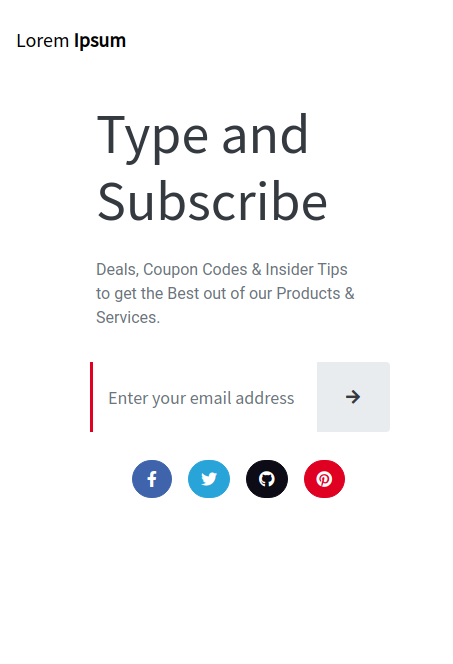 Lorem Ipsum
Type and
Subscribe
Deals, Coupon Codes & Insider Tips
to get the Best out of our Products &
Services.
Enter your email address